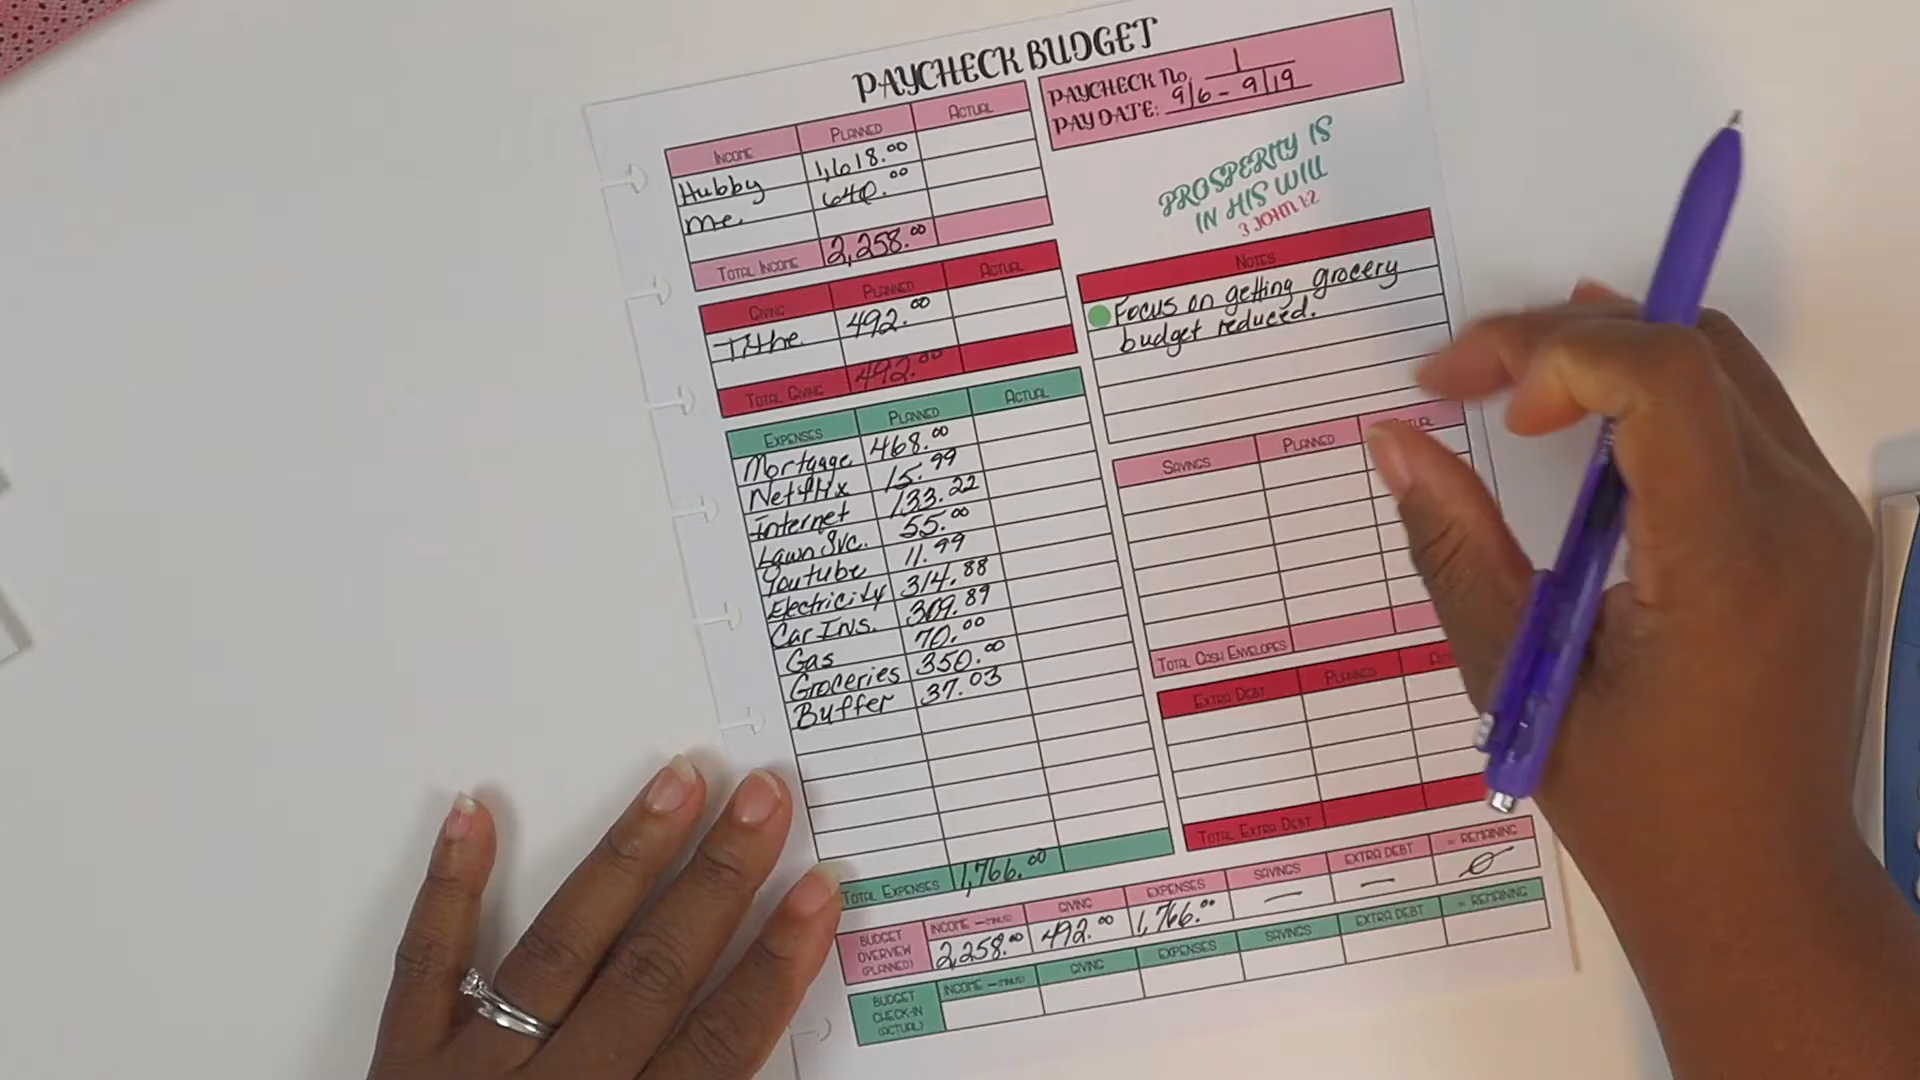 PAYCHECK BUDGET
PAYCHECK NO. 1
PAY DATE: 9/6 - 9/19
PROSPERITY IS
IN HIS WILL
3 JOHN 1:2
INCOME PLANNED ACTUAL
Hubby 1,618.00
Me. 640.00
TOTAL INCOME 2,258.00
GIVING PLANNED ACTUAL
Tithe 492.00
TOTAL GIVING 492.00
EXPENSES PLANNED ACTUAL
Mortgage 468.00
Netflix 15.99
Internet 133.22
Lawn Svc. 55.00
Youtube 11.99
Electricity 314.88
Car Ins. 309.89
Gas 70.00
Groceries 350.00
Buffer 37.03
TOTAL EXPENSES 1,766.00
NOTES
Focus on getting grocery
budget reduced.
SAVINGS PLANNED
TOTAL CASH ENVELOPES
EXTRA DEBT PLANNED
TOTAL EXTRA DEBT
BUDGET OVERVIEW (PLANNED)
INCOME -MINUS GIVING EXPENSES SAVINGS EXTRA DEBT = REMAINING
2,258.00 492.00 1,766.00 — — 0
BUDGET CHECK-IN (ACTUAL)
INCOME -MINUS GIVING EXPENSES SAVINGS EXTRA DEBT = REMAINING